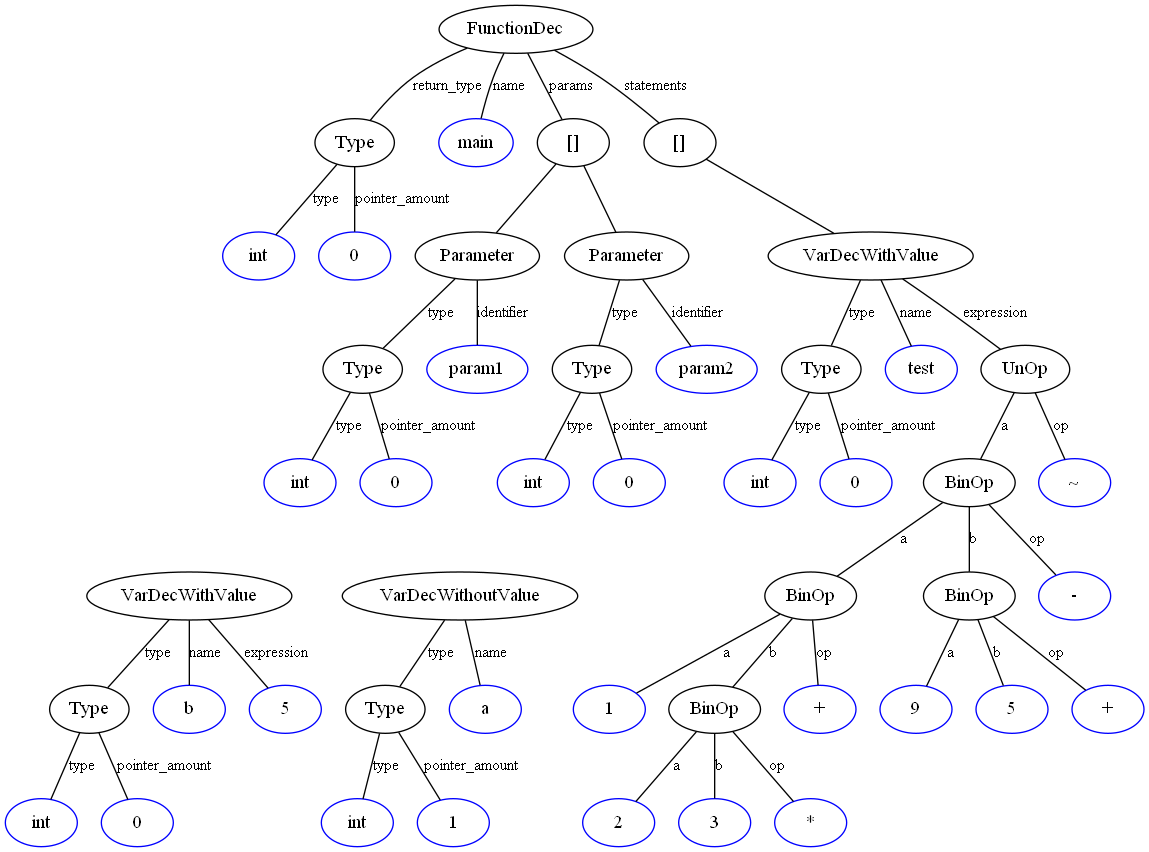 FunctionDec
return_type name params statements
Type main [] []
type pointer_amount
int 0 Parameter Parameter VarDecWithValue
type identifier type identifier type name expression
Type param1 Type param2 Type test UnOp
type pointer_amount type pointer_amount type pointer_amount a op
int 0 int 0 int 0 BinOp ~
a b op
VarDecWithValue VarDecWithoutValue BinOp BinOp -
type name expression type name a b op a b op
Type b 5 Type a 1 BinOp + 9 5 +
type pointer_amount type pointer_amount a b op
int 0 int 1 2 3 *